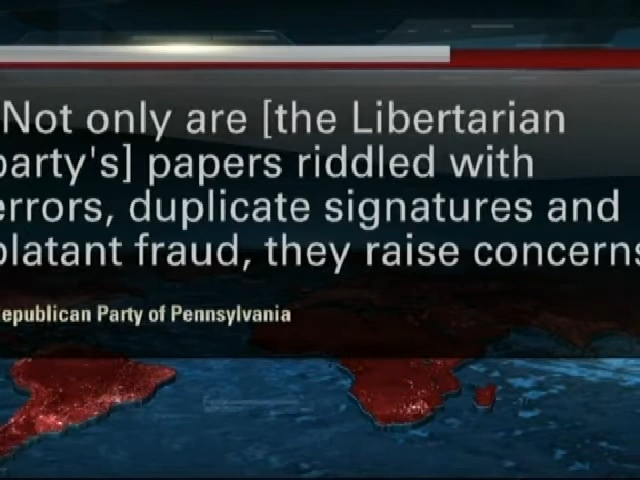 Not only are [the Libertarian
party's] papers riddled with
errors, duplicate signatures and
blatant fraud, they raise concerns
epublican Party of Pennsylvania